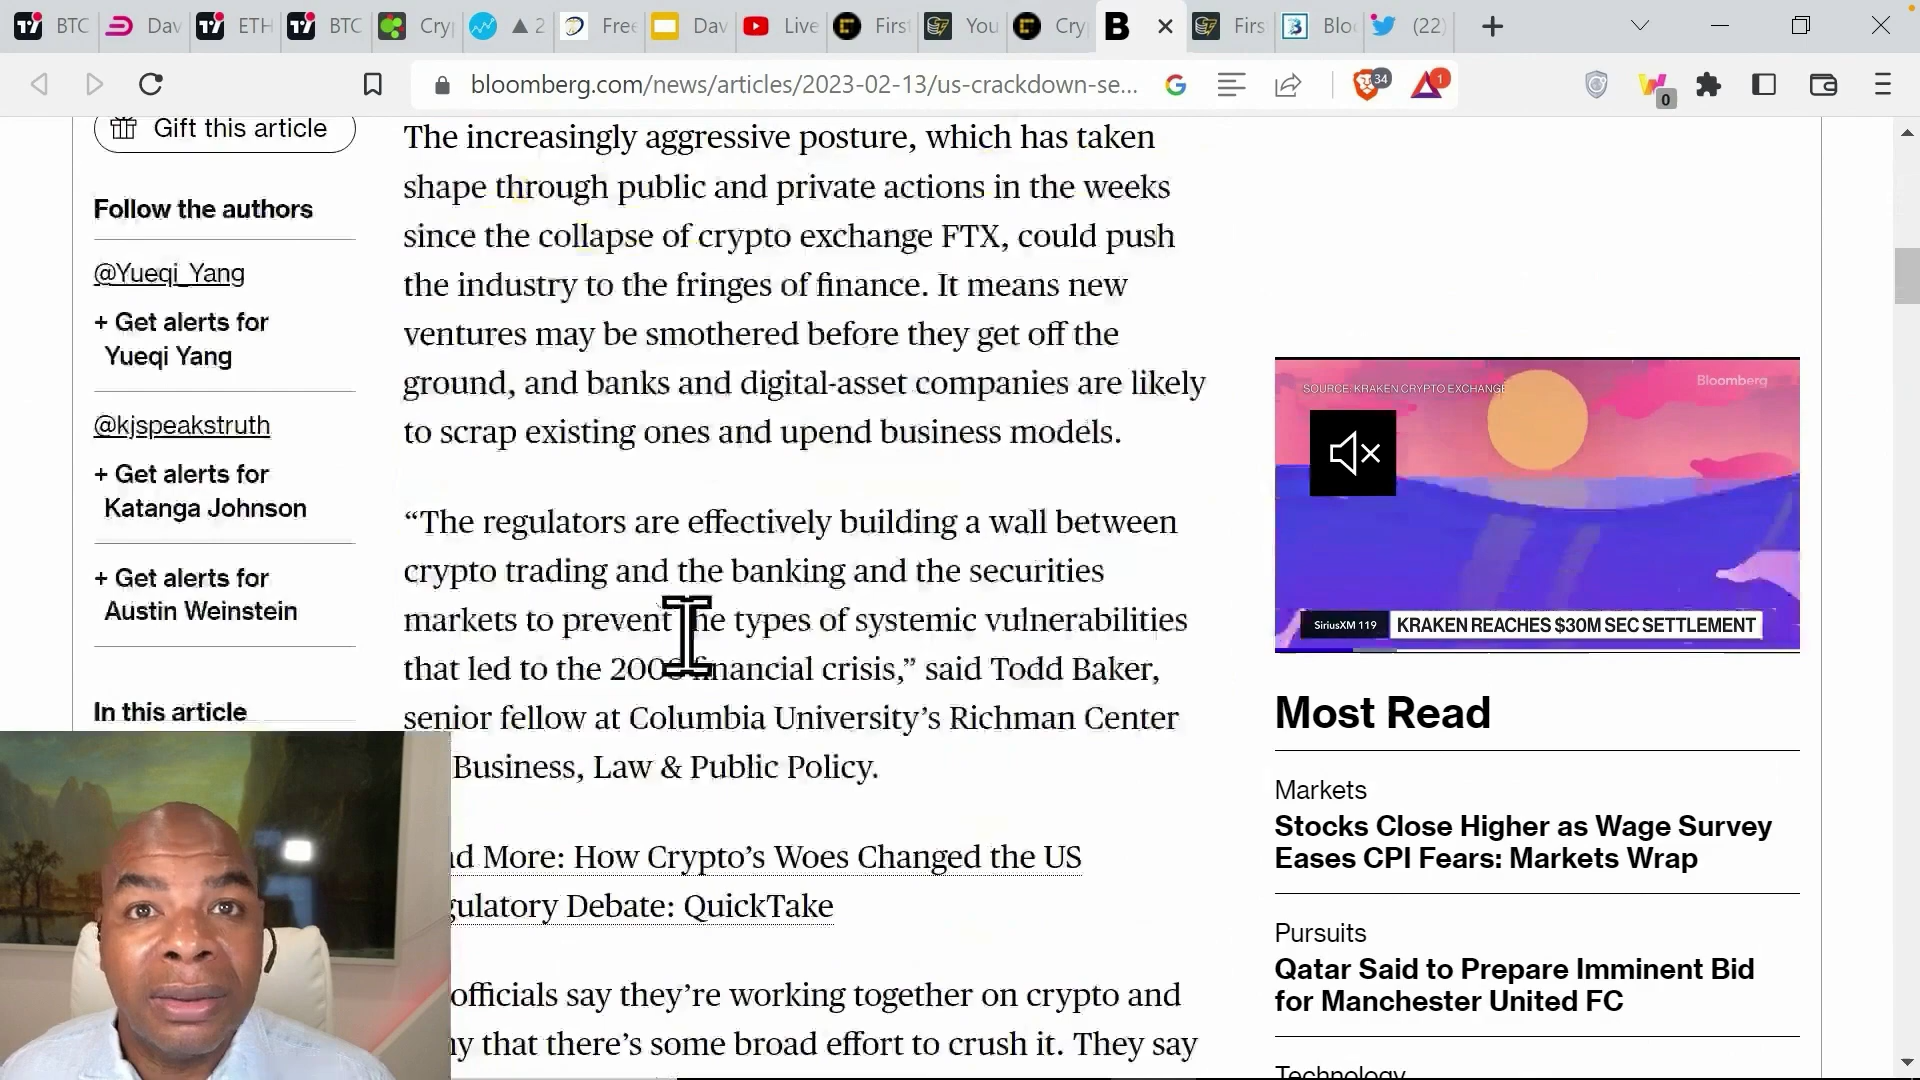 BTC
Dav
ETH
BTC
Cry
2
Free
Dav
Live
First
You
Cry
B
Firs
Bloc
(22)
bloomberg.com/news/articles/2023-02-13/us-crackdown-se...
34
1
0
Gift this article
Follow the authors
@Yueqi_Yang
+ Get alerts for
Yueqi Yang
@kjspeakstruth
+ Get alerts for
Katanga Johnson
+ Get alerts for
Austin Weinstein
In this article
The increasingly aggressive posture, which has taken
shape through public and private actions in the weeks
since the collapse of crypto exchange FTX, could push
the industry to the fringes of finance. It means new
ventures may be smothered before they get off the
ground, and banks and digital-asset companies are likely
to scrap existing ones and upend business models.
“The regulators are effectively building a wall between
crypto trading and the banking and the securities
markets to prevent the types of systemic vulnerabilities
that led to the financial crisis,” said Todd Baker,
senior fellow at Columbia University’s Richman Center
Business, Law & Public Policy.
More: How Crypto’s Woes Changed the US
Debate: QuickTake
officials say they’re working together on crypto and
that there’s some broad effort to crush it. They say
SOURCE: KRAKEN CRYPTO EXCHANGE
Bloomberg
SiriusXM 119 KRAKEN REACHES $30M SEC SETTLEMENT
Most Read
Markets
Stocks Close Higher as Wage Survey
Eases CPI Fears: Markets Wrap
Pursuits
Qatar Said to Prepare Imminent Bid
for Manchester United FC
Technology